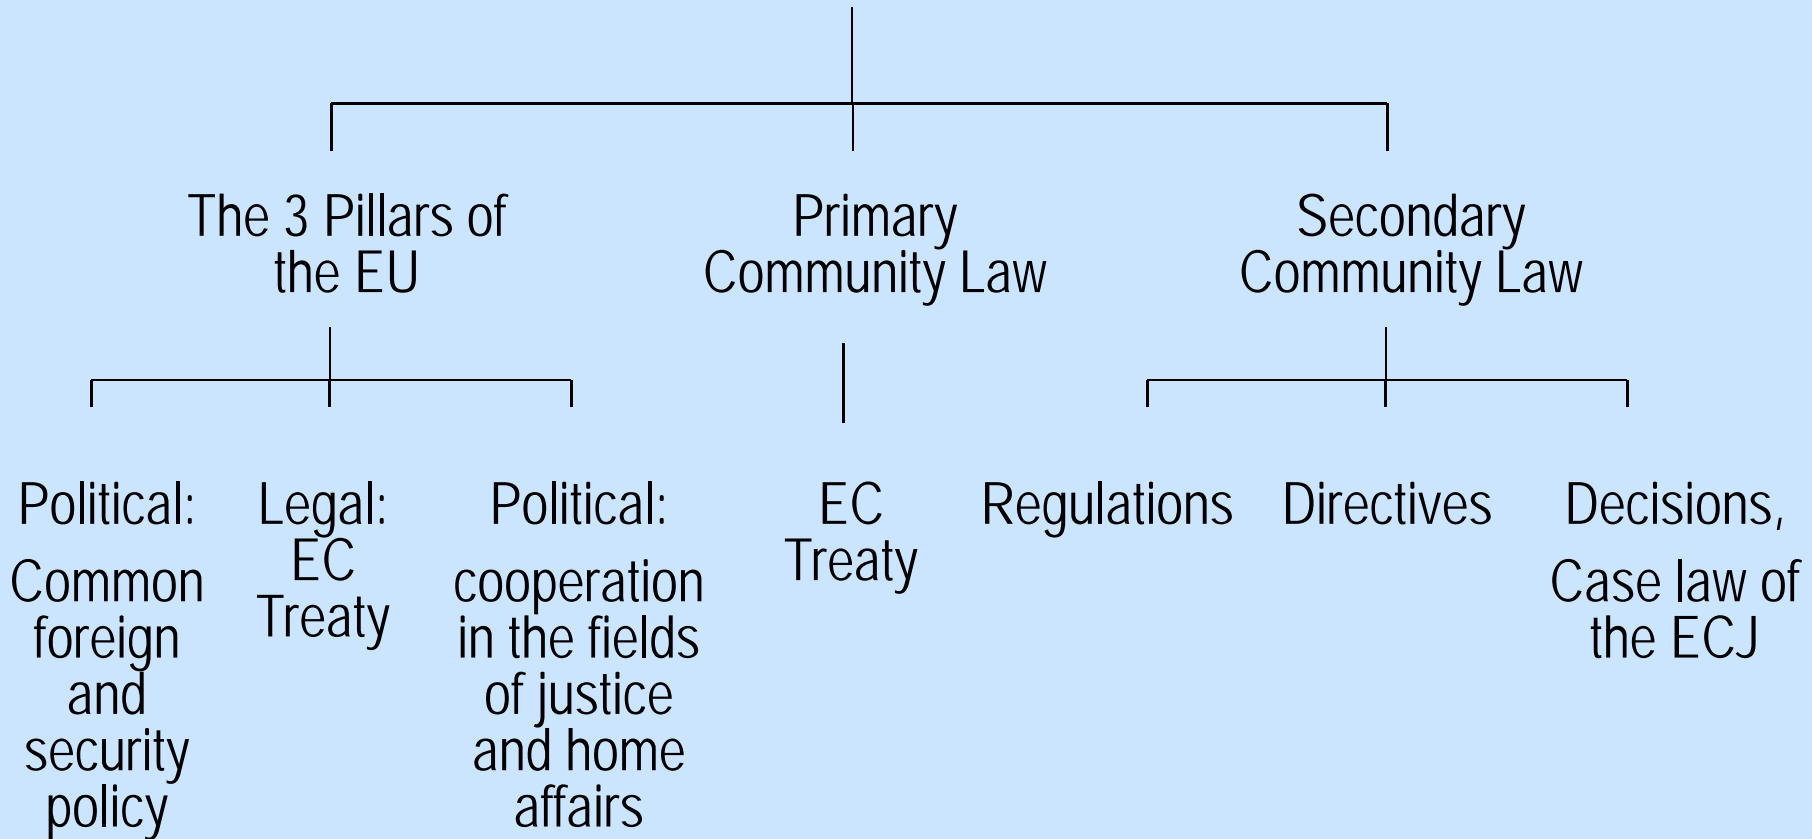 The 3 Pillars of
the EU
Primary
Community Law
Secondary
Community Law
Political:
Common
foreign
and
security
policy
Legal:
EC
Treaty
Political:
cooperation
in the fields
of justice
and home
affairs
EC
Treaty
Regulations
Directives
Decisions,
Case law of
the ECJ